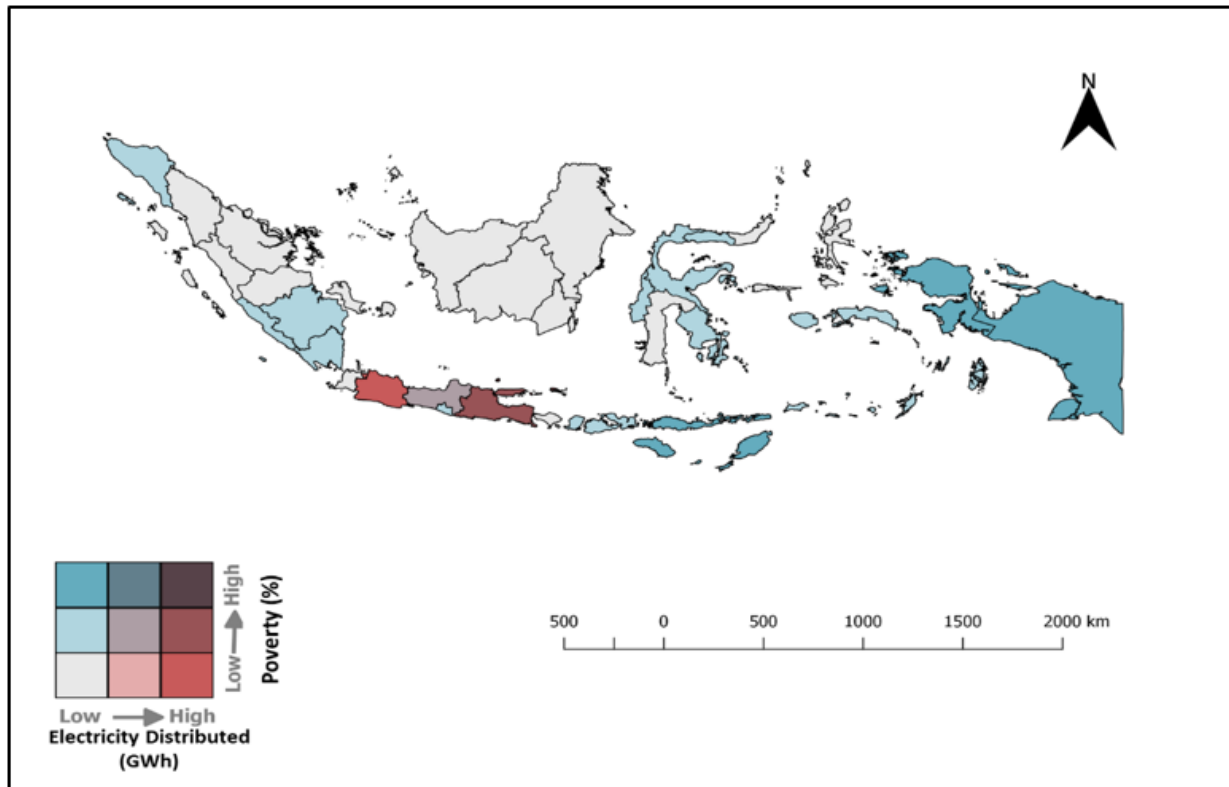 N
500 0 500 1000 1500 2000 km
High
Low
Poverty (%)
Low High
Electricity Distributed
(GWh)